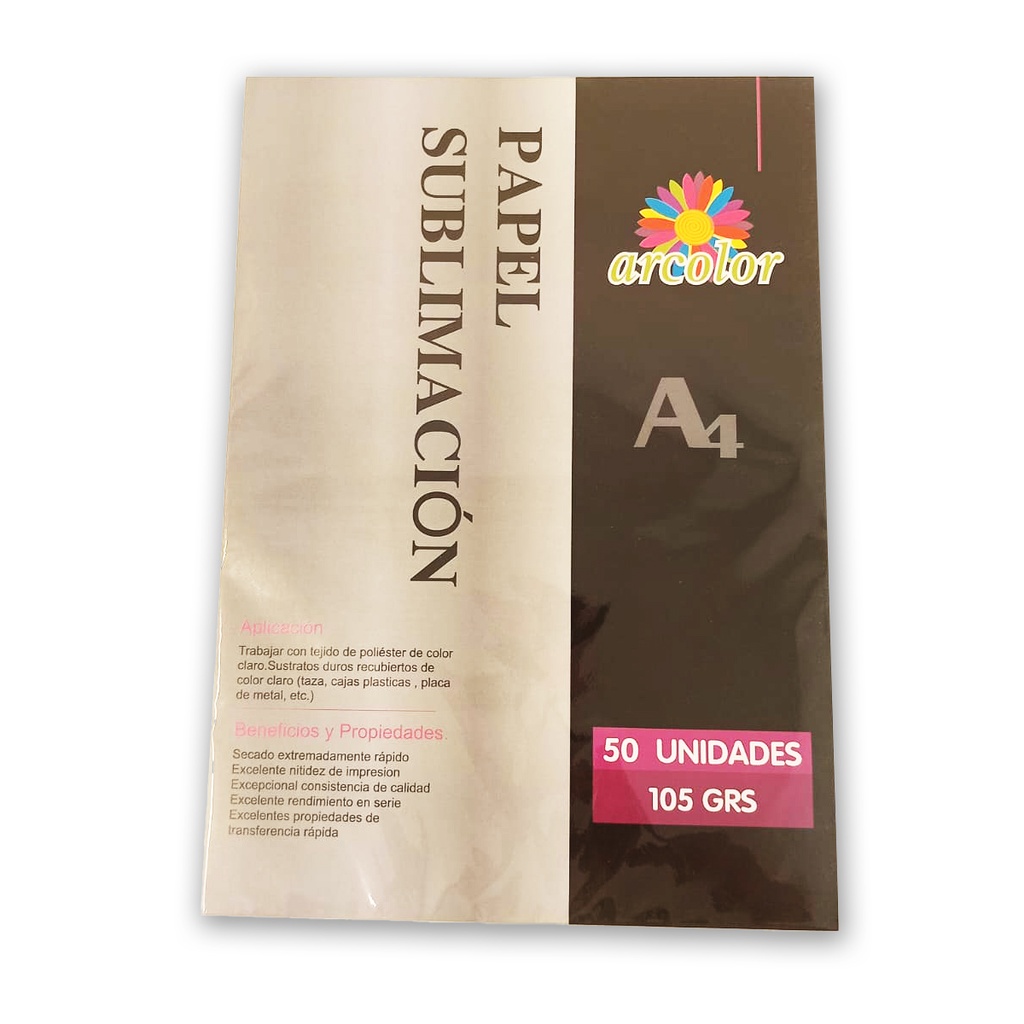 PAPEL
SUBLIMACIÓN
arcolor
A4
Aplicación
Trabajar con tejido de poliéster de color
claro.Sustratos duros recubiertos de
color claro (taza, cajas plasticas , placa
de metal, etc.)
Beneficios y Propiedades.
Secado extremadamente rápido
Excelente nitidez de impresion
Excepcional consistencia de calidad
Excelente rendimiento en serie
Excelentes propiedades de
transferencia rápida
50 UNIDADES
105 GRS